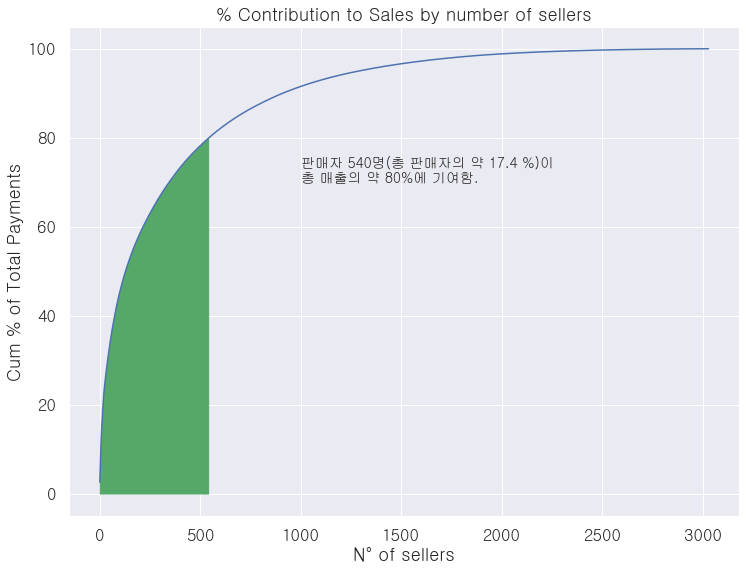 % Contribution to Sales by number of sellers
100
80
60
40
20
0
Cum % of Total Payments
판매자 540명(총 판매자의 약 17.4 %)이
총 매출의 약 80%에 기여함.
0 500 1000 1500 2000 2500 3000
N° of sellers